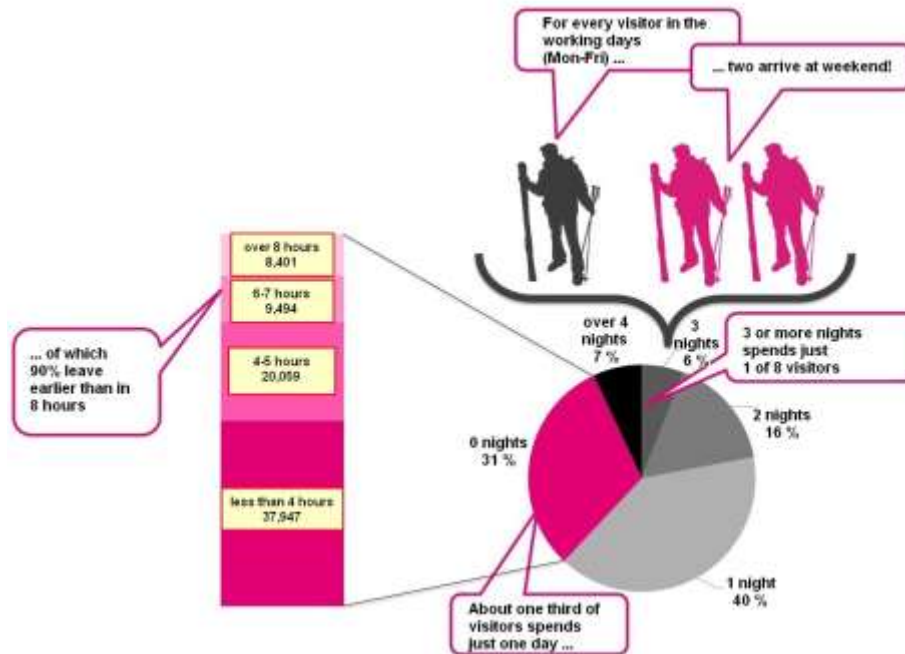 For every visitor in the
working days
(Mon-Fri) ...
... two arrive at weekend!
over 8 hours
8,401
6-7 hours
9,494
4-5 hours
20,059
less than 4 hours
37,947
... of which
90% leave
earlier than in
8 hours
over 4
nights
7 %
3
nights
6 %
3 or more nights
spends just
1 of 8 visitors
2 nights
16 %
0 nights
31 %
1 night
40 %
About one third of
visitors spends
just one day ...